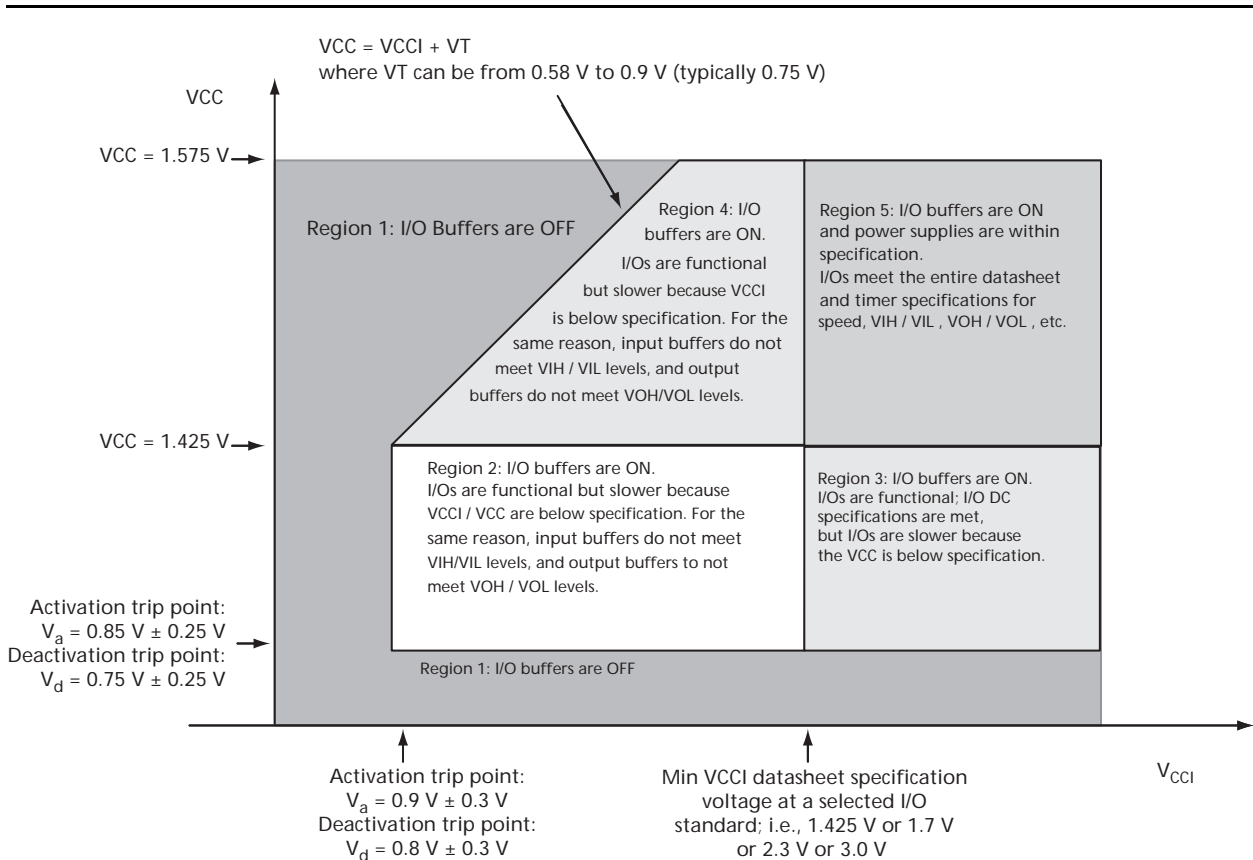 VCC = VCCI + VT
where VT can be from 0.58 V to 0.9 V (typically 0.75 V)
VCC
VCC = 1.575 V
Region 1: I/O Buffers are OFF
Region 4: I/O
buffers are ON.
I/Os are functional
but slower because VCCI
is below specification. For the
same reason, input buffers do not
meet VIH / VIL levels, and output
buffers do not meet VOH/VOL levels.
Region 5: I/O buffers are ON
and power supplies are within
specification.
I/Os meet the entire datasheet
and timer specifications for
speed, VIH / VIL , VOH / VOL , etc.
VCC = 1.425 V
Region 2: I/O buffers are ON.
I/Os are functional but slower because
VCCI / VCC are below specification. For the
same reason, input buffers do not meet
VIH/VIL levels, and output buffers to not
meet VOH / VOL levels.
Region 3: I/O buffers are ON.
I/Os are functional; I/O DC
specifications are met,
but I/Os are slower because
the VCC is below specification.
Activation trip point:
Va = 0.85 V ± 0.25 V
Deactivation trip point:
Vd = 0.75 V ± 0.25 V
Region 1: I/O buffers are OFF
Activation trip point:
Va = 0.9 V ± 0.3 V
Deactivation trip point:
Vd = 0.8 V ± 0.3 V
Min VCCI datasheet specification
voltage at a selected I/O
standard; i.e., 1.425 V or 1.7 V
or 2.3 V or 3.0 V
VCCI